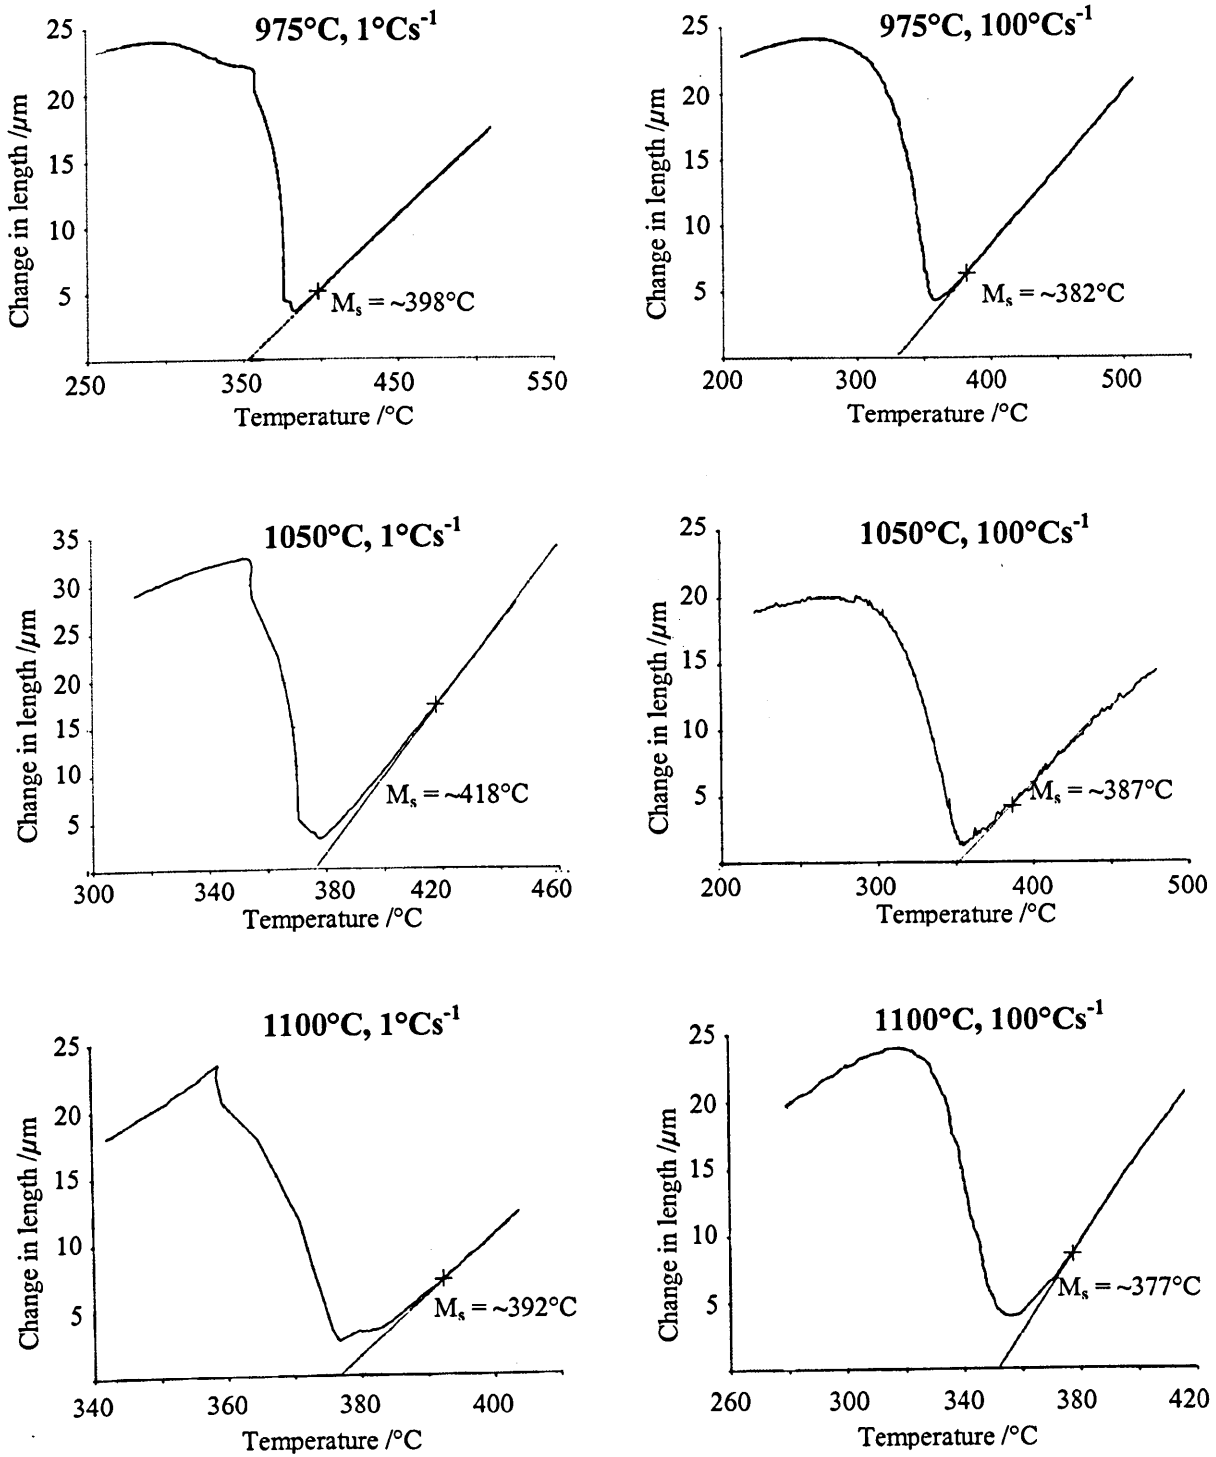 975°C, 1°Cs⁻¹
Change in length /μm
25
20
15
10
5
Mₛ = ~398°C
250
350
450
550
Temperature /°C
975°C, 100°Cs⁻¹
Change in length /μm
25
20
15
10
5
Mₛ = ~382°C
200
300
400
500
Temperature /°C
1050°C, 1°Cs⁻¹
Change in length /μm
35
30
25
20
15
10
5
Mₛ = ~418°C
300
340
380
420
460
Temperature /°C
1050°C, 100°Cs⁻¹
Change in length /μm
25
20
15
10
5
Mₛ = ~387°C
200
300
400
500
Temperature /°C
1100°C, 1°Cs⁻¹
Change in length /μm
25
20
15
10
5
Mₛ = ~392°C
340
360
380
400
Temperature /°C
1100°C, 100°Cs⁻¹
Change in length /μm
25
20
15
10
5
Mₛ = ~377°C
260
300
340
380
420
Temperature /°C